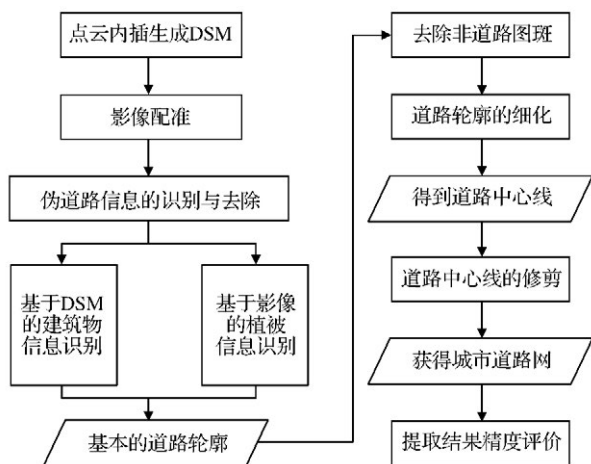 点云内插生成DSM
影像配准
伪道路信息的识别与去除
基于DSM
的建筑物
信息识别
基于影像
的植被
信息识别
基本的道路轮廓
去除非道路图斑
道路轮廓的细化
得到道路中心线
道路中心线的修剪
获得城市道路网
提取结果精度评价